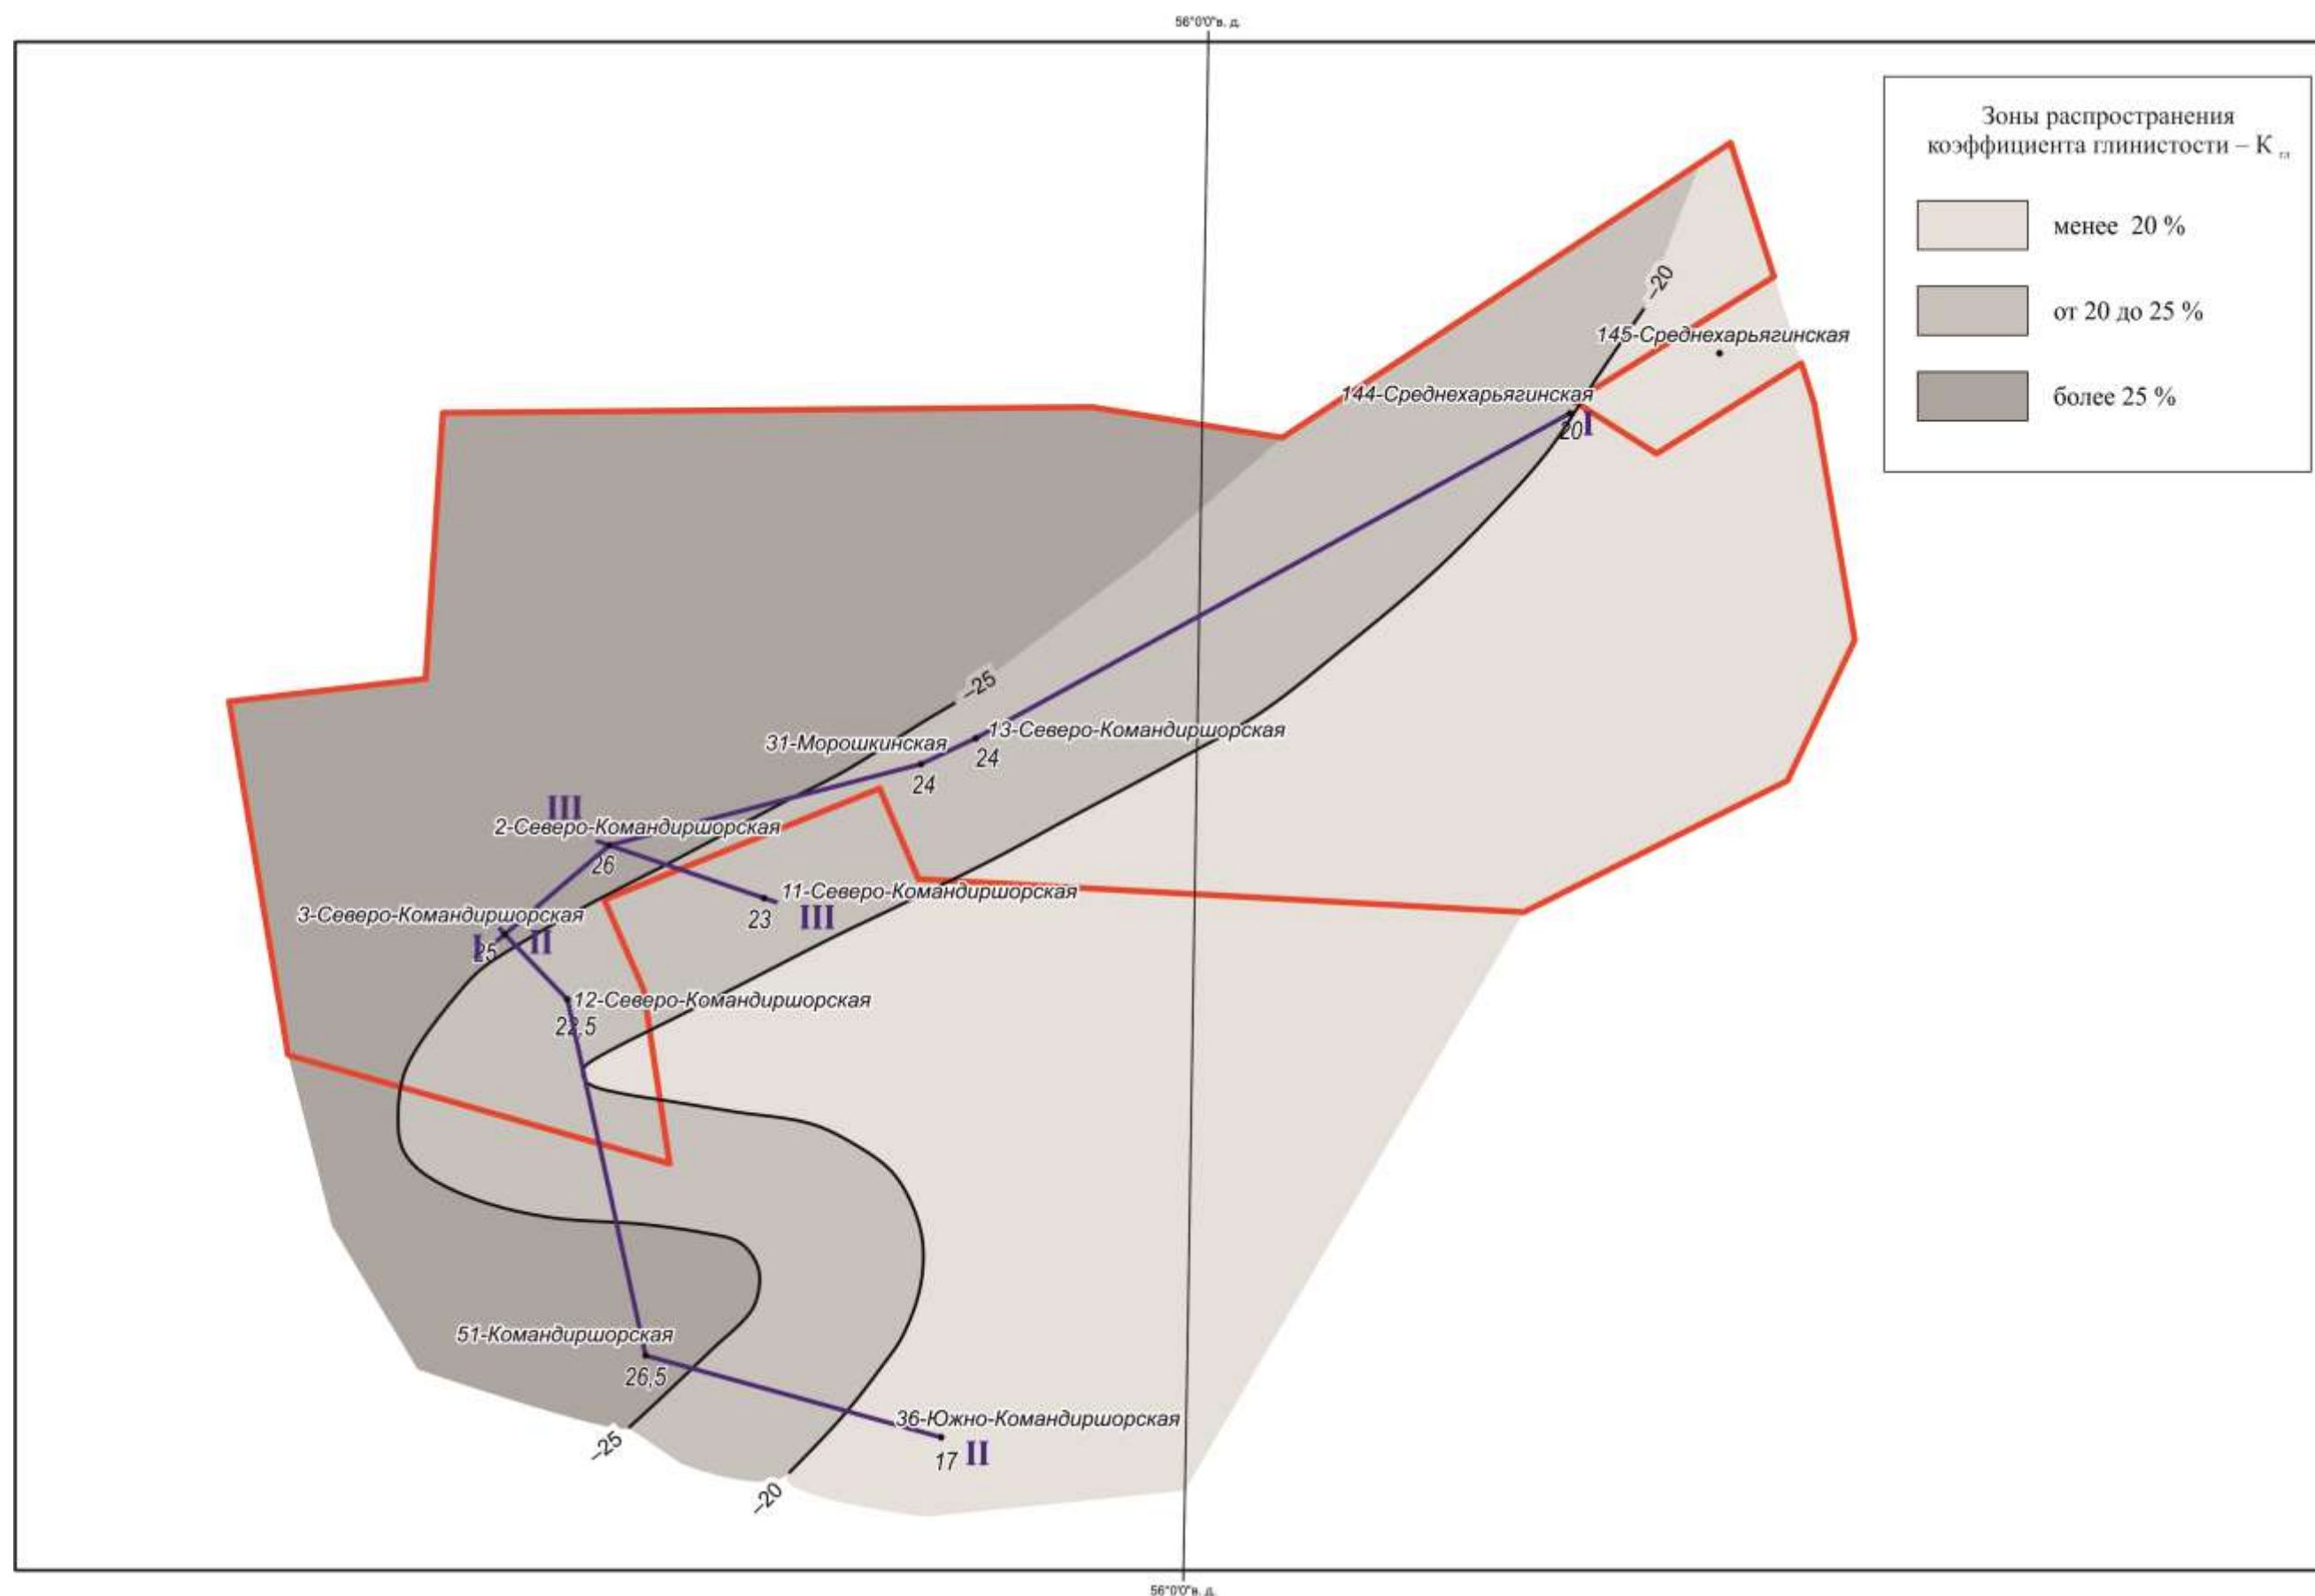 56°0'0"в. д.
Зоны распространения
коэффициента глинистости – К гл
менее 20 %
от 20 до 25 %
более 25 %
–20
145-Среднехарьягинская
144-Среднехарьягинская
20
I
–25
13-Северо-Командиршорская
31-Морошкинская
24
24
III
2-Северо-Командиршорская
26
11-Северо-Командиршорская
3-Северо-Командиршорская
23
III
I
25
II
12-Северо-Командиршорская
22,5
51-Командиршорская
26,5
36-Южно-Командиршорская
17
II
–25
–20
56°0'0"в. д.